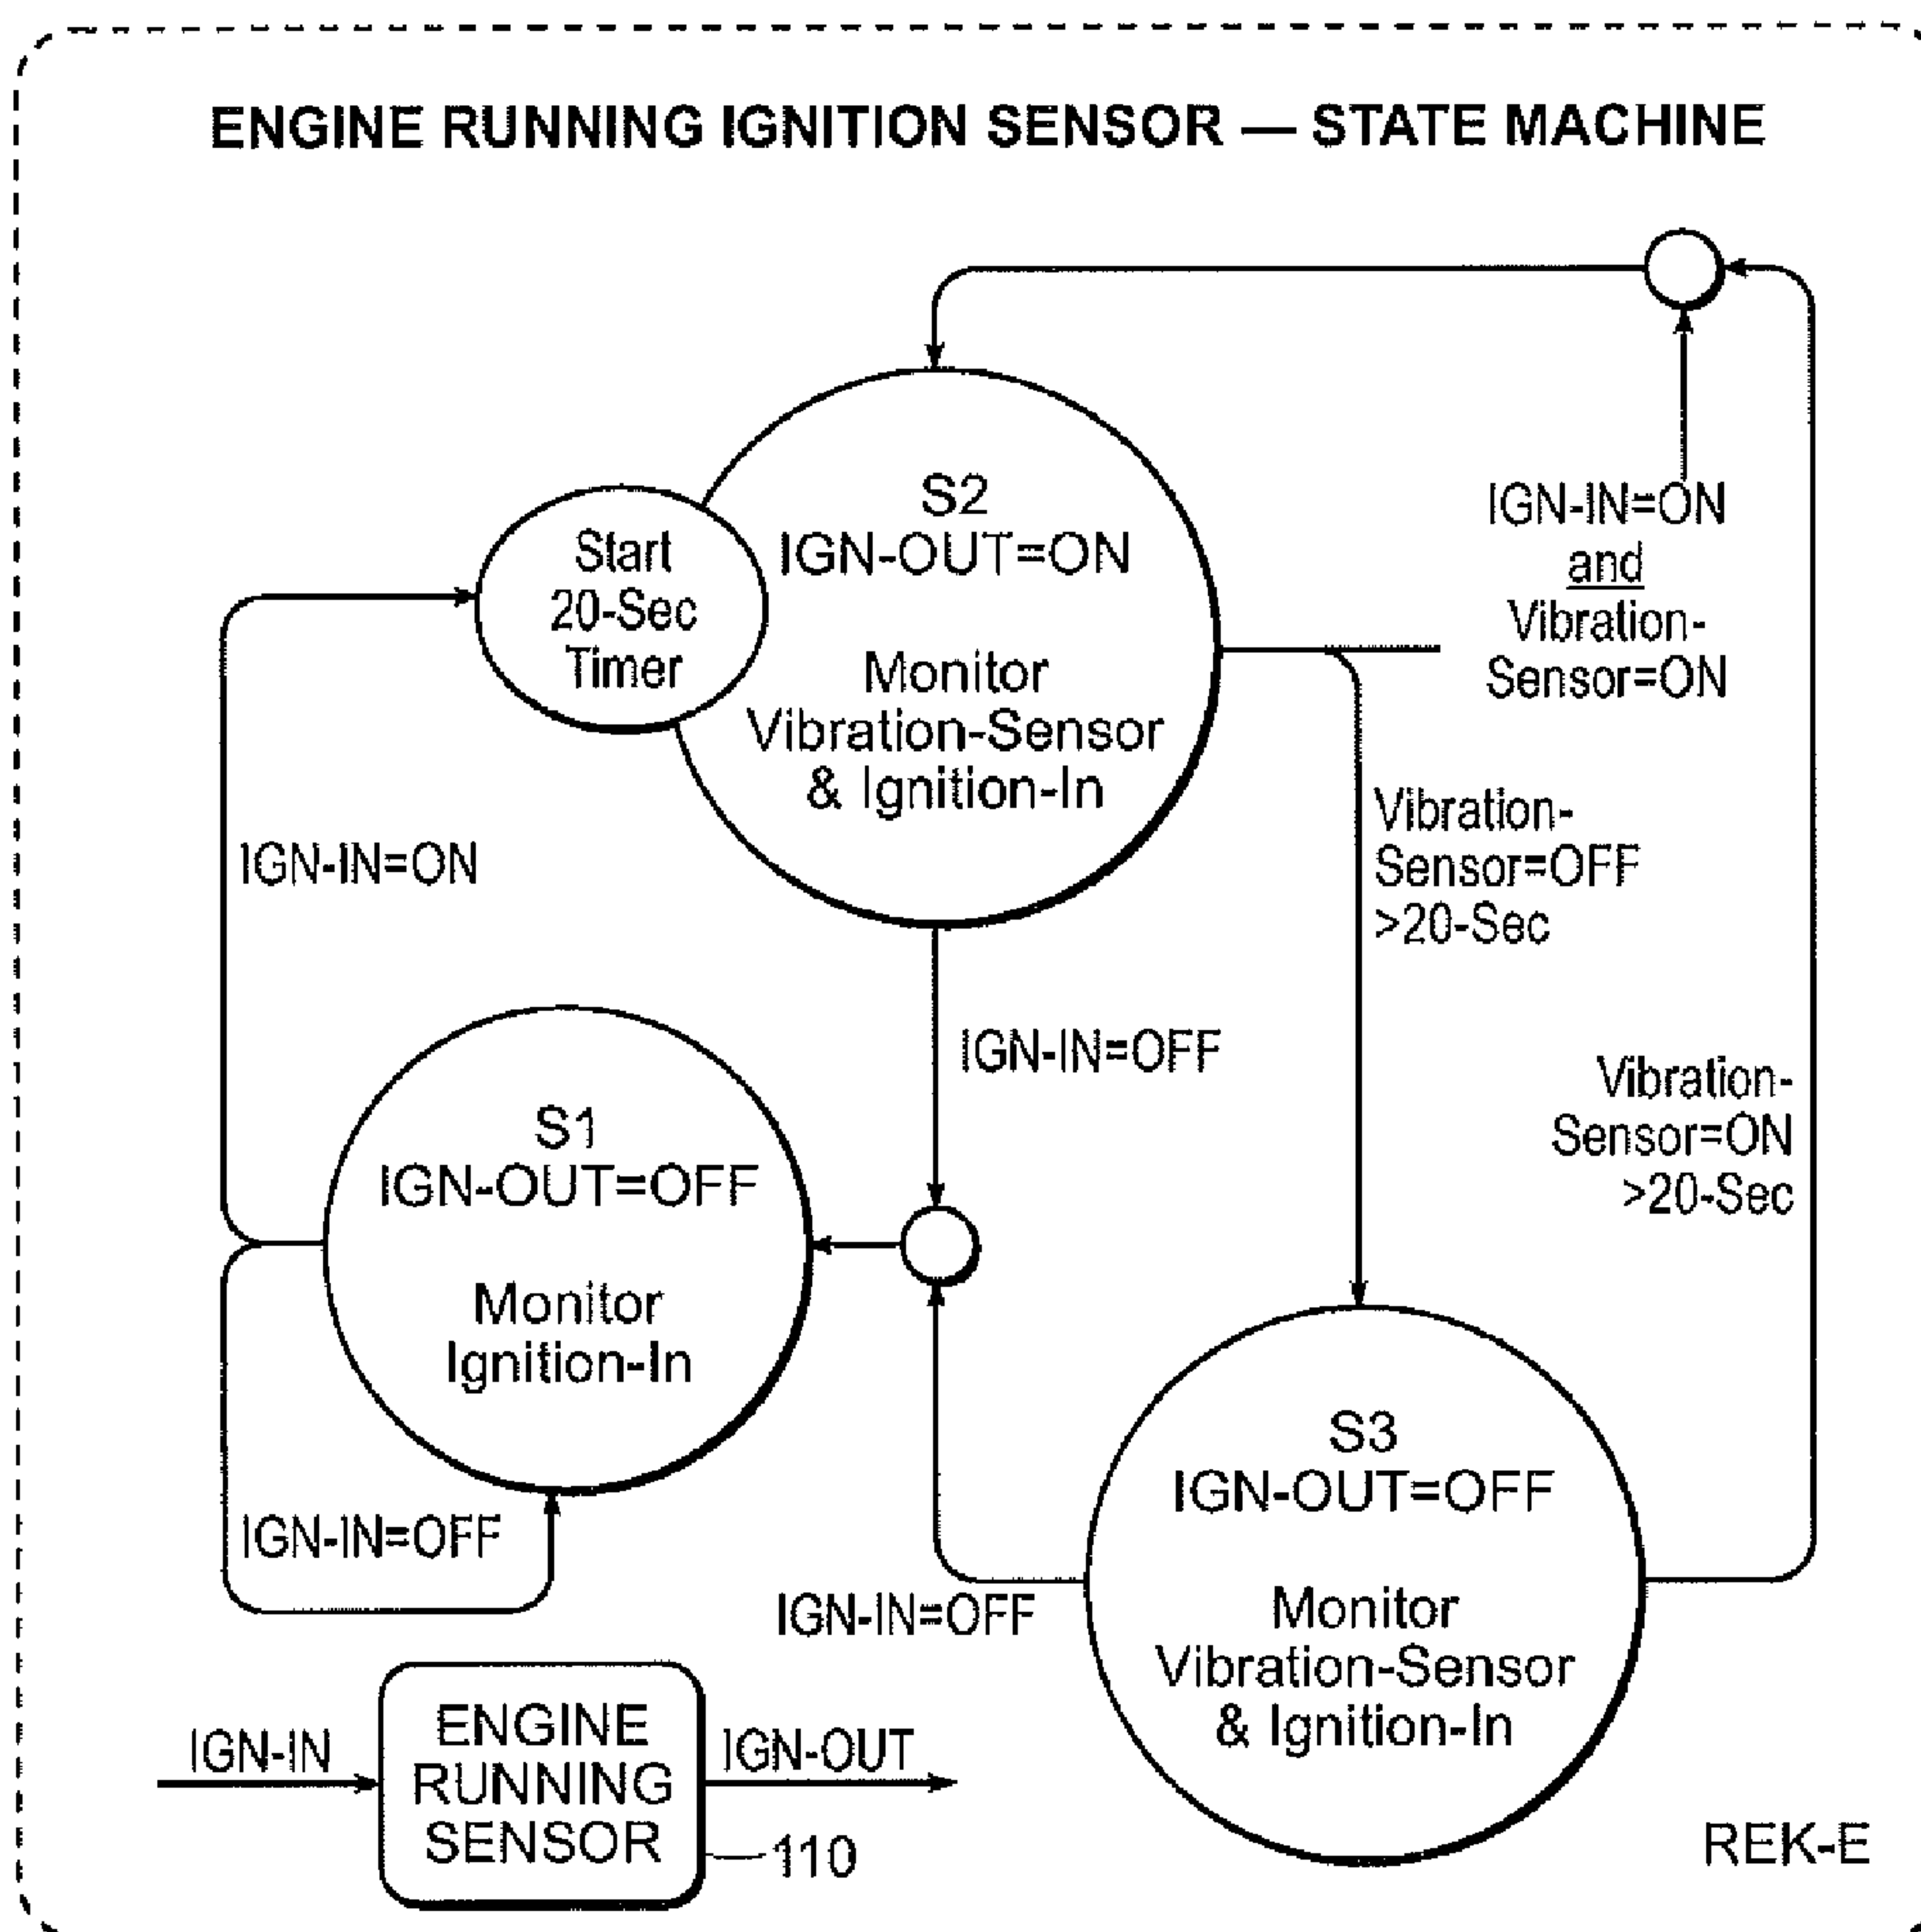 ENGINE RUNNING IGNITION SENSOR — STATE MACHINE
Start
20-Sec
Timer
S2
IGN-OUT=ON
Monitor
Vibration-Sensor
& Ignition-In
IGN-IN=ON
and
Vibration-
Sensor=ON
Vibration-
Sensor=OFF
>20-Sec
IGN-IN=ON
IGN-IN=OFF
Vibration-
Sensor=ON
>20-Sec
S1
IGN-OUT=OFF
Monitor
Ignition-In
IGN-IN=OFF
S3
IGN-OUT=OFF
Monitor
Vibration-Sensor
& Ignition-In
IGN-IN=OFF
IGN-IN
ENGINE
RUNNING
SENSOR
IGN-OUT
110
REK-E